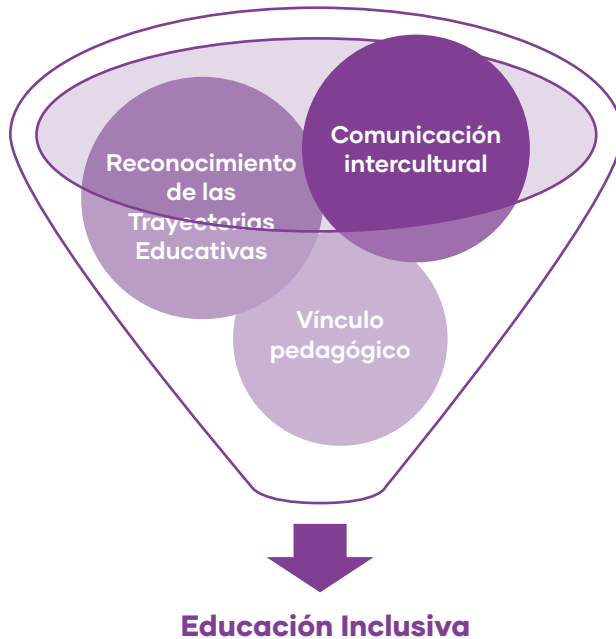 Comunicación
intercultural
Reconocimiento
de las
Trayectorias
Educativas
Vínculo
pedagógico
Educación Inclusiva